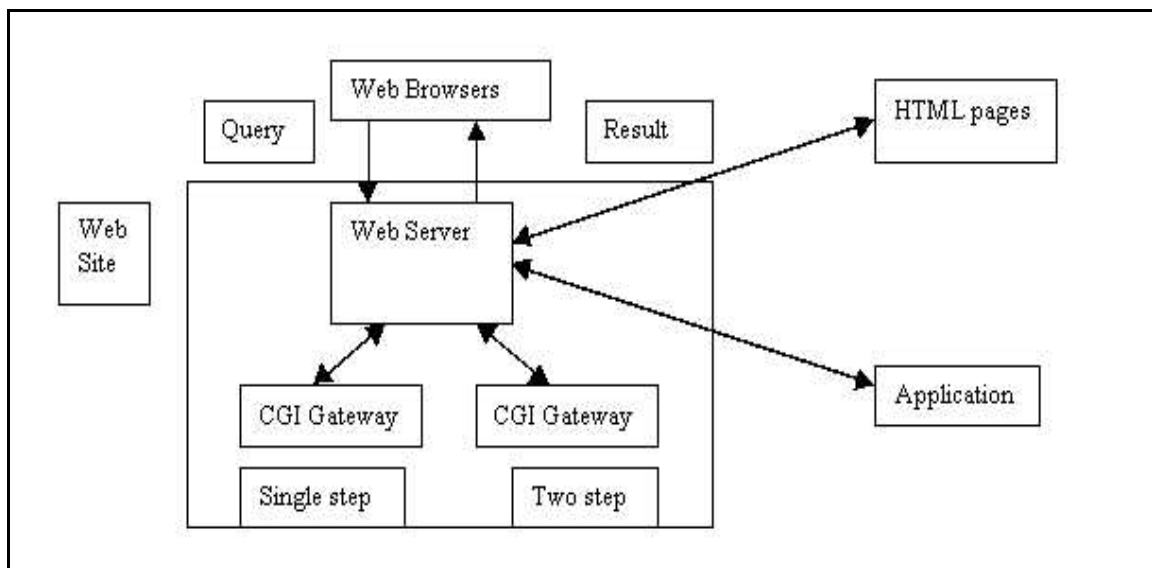 Web Browsers
Query
Result
HTML pages
Web
Site
Web Server
Application
CGI Gateway
CGI Gateway
Single step
Two step